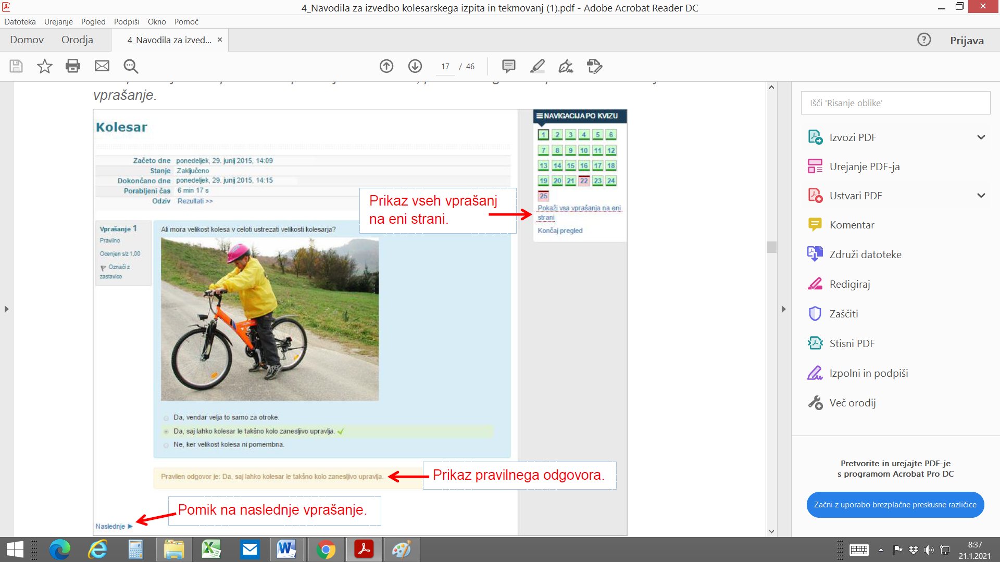 4_Navodila za izvedbo kolesarskega izpita in tekmovanj (1).pdf - Adobe Acrobat Reader DC
Datoteka Urejanje Pogled Podpiši Okno Pomoč
Domov Orodja 4_Navodila za izved... ×
Prijava
17 / 46
vprašanje.
Kolesar
Začeto dne ponedeljek, 29. junij 2015, 14:09
Stanje Zaključeno
Dokončano dne ponedeljek, 29. junij 2015, 14:15
Porabljeni čas 6 min 17 s
Odziv Rezultati >>
Prikaz vseh vprašanj
na eni strani.
NAVIGACIJA PO KVIZU
1 2 3 4 5 6
7 8 9 10 11 12
13 14 15 16 17 18
19 20 21 22 23 24
25
Pokaži vsa vprašanja na eni
strani
Končaj pregled
Vprašanje 1
Pravilno
Ocenjen s/z 1,00
Označi z
zastavico
Ali mora velikost kolesa v celoti ustrezati velikosti kolesarja?
Da, vendar velja to samo za otroke.
Da, saj lahko kolesar le takšno kolo zanesljivo upravlja.
Ne, ker velikost kolesa ni pomembna.
Pravilen odgovor je: Da, saj lahko kolesar le takšno kolo zanesljivo upravlja.
Prikaz pravilnega odgovora.
Pomik na naslednje vprašanje.
Naslednje ►
Išči 'Risanje oblike'
Izvozi PDF
Urejanje PDF-ja
Ustvari PDF
Komentar
Združi datoteke
Redigiraj
Zaščiti
Stisni PDF
Izpolni in podpiši
Več orodij
Pretvorite in urejajte PDF-je
s programom Acrobat Pro DC
Začni z uporabo brezplačne preskusne različice
8:37
21.1.2021